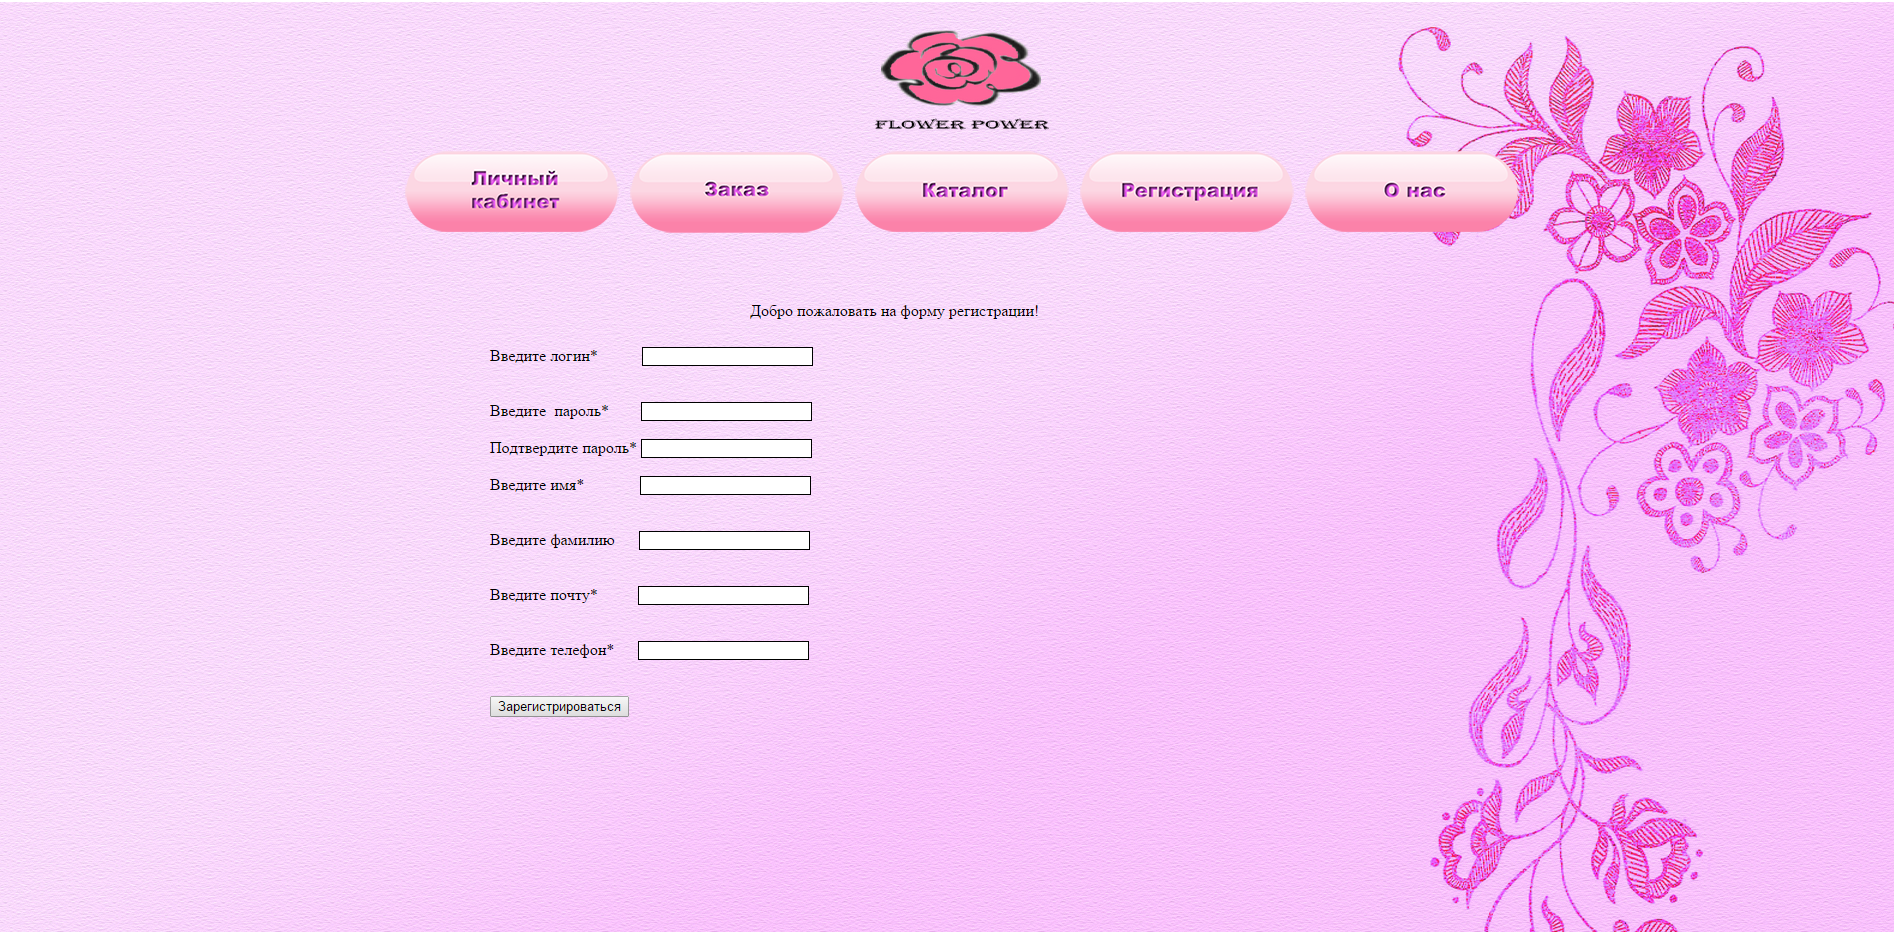 FLOWER POWER
Личный
кабинет
Заказ
Каталог
Регистрация
О нас
Добро пожаловать на форму регистрации!
Введите логин*
Введите  пароль*
Подтвердите пароль*
Введите имя*
Введите фамилию
Введите почту*
Введите телефон*
Зарегистрироваться